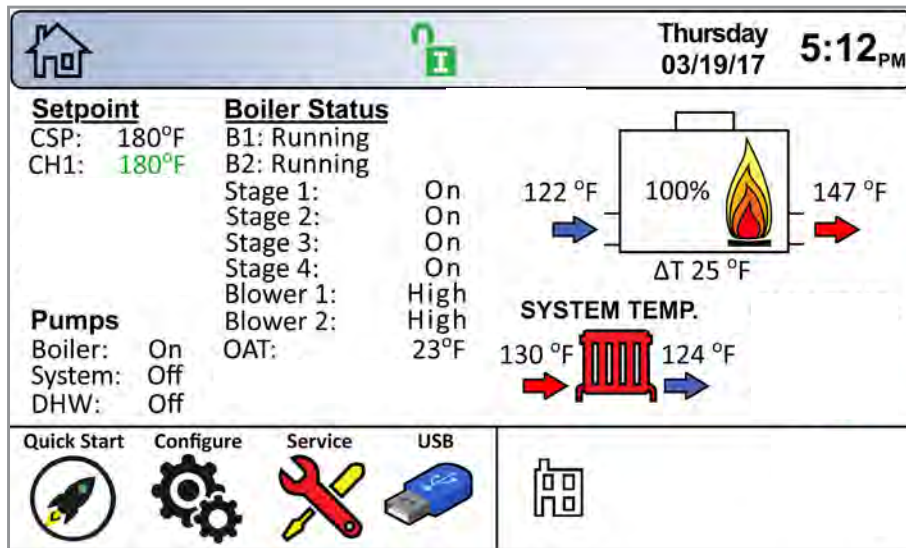 Thursday
03/19/17
5:12 PM
Setpoint
CSP: 180°F
CH1: 180°F
Boiler Status
B1: Running
B2: Running
Stage 1: On
Stage 2: On
Stage 3: On
Stage 4: On
Blower 1: High
Blower 2: High
OAT: 23°F
Pumps
Boiler: On
System: Off
DHW: Off
122 °F
100%
147 °F
ΔT 25 °F
SYSTEM TEMP.
130 °F
124 °F
Quick Start
Configure
Service
USB
I